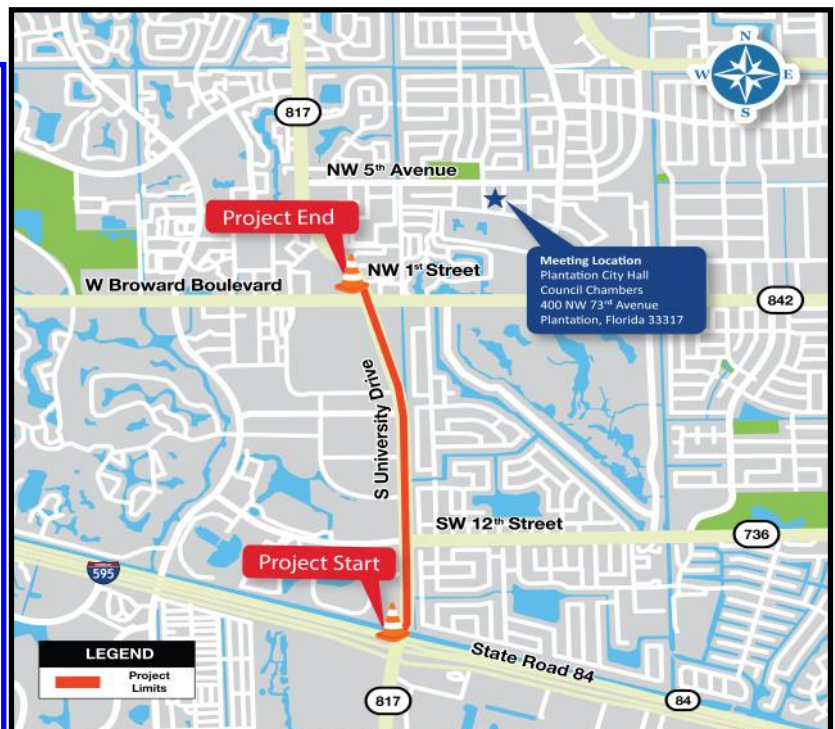 N
W
E
S
817
NW 5th Avenue
Project End
Meeting Location
Plantation City Hall
Council Chambers
400 NW 73rd Avenue
Plantation, Florida 33317
NW 1st Street
W Broward Boulevard
842
S University Drive
SW 12th Street
736
Project Start
595
State Road 84
LEGEND
Project
Limits
817
84